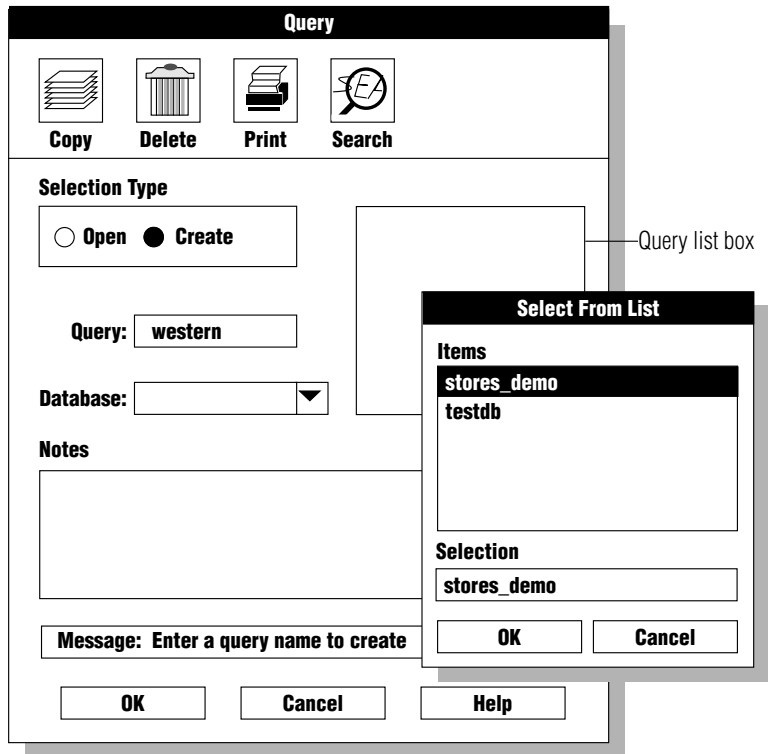 Query
Copy Delete Print Search
Selection Type
Open Create
Query list box
Query: western
Database:
Notes
Message: Enter a query name to create
OK Cancel Help
Select From List
Items
stores_demo
testdb
Selection
stores_demo
OK Cancel